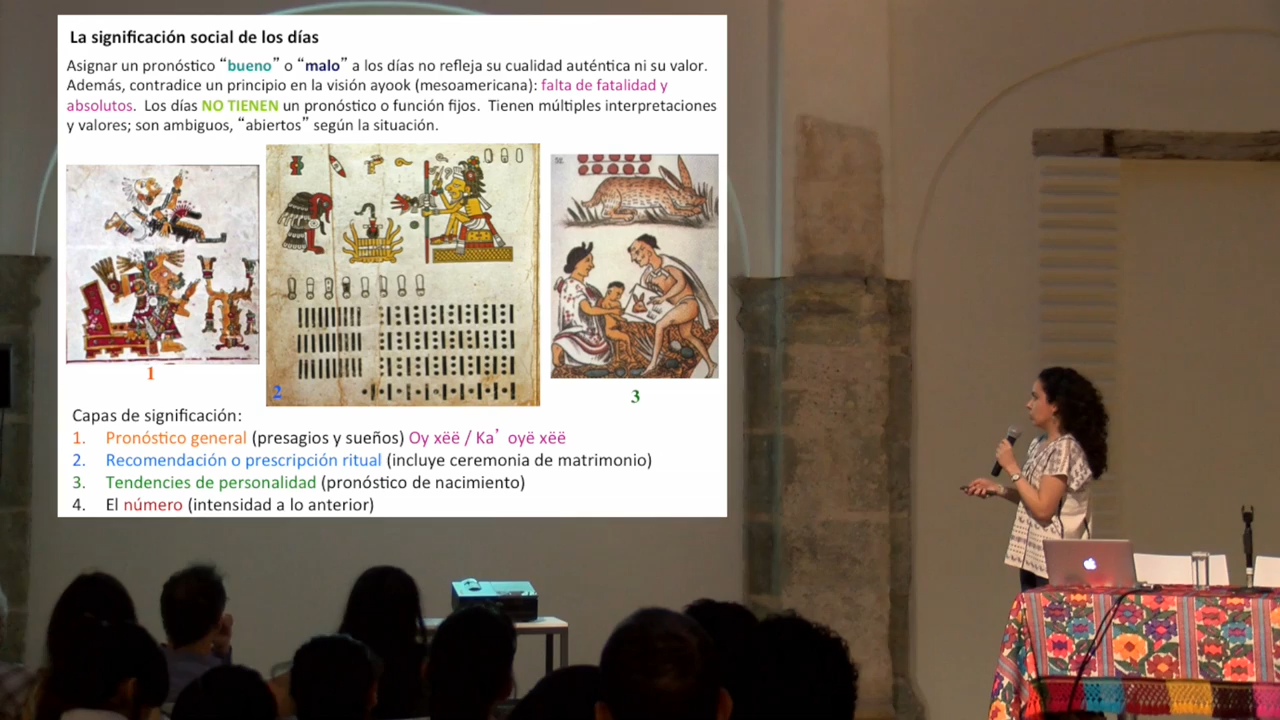 La significación social de los días
Asignar un pronóstico “bueno” o “malo” a los días no refleja su cualidad auténtica ni su valor.
Además, contradice un principio en la visión ayook (mesoamericana): falta de fatalidad y
absolutos. Los días NO TIENEN un pronóstico o función fijos. Tienen múltiples interpretaciones
y valores; son ambiguos, “abiertos” según la situación.
1
2
3
Capas de significación:
1. Pronóstico general (presagios y sueños) Oy xëë / Ka’ oyë xëë
2. Recomendación o prescripción ritual (incluye ceremonia de matrimonio)
3. Tendencies de personalidad (pronóstico de nacimiento)
4. El número (intensidad a lo anterior)